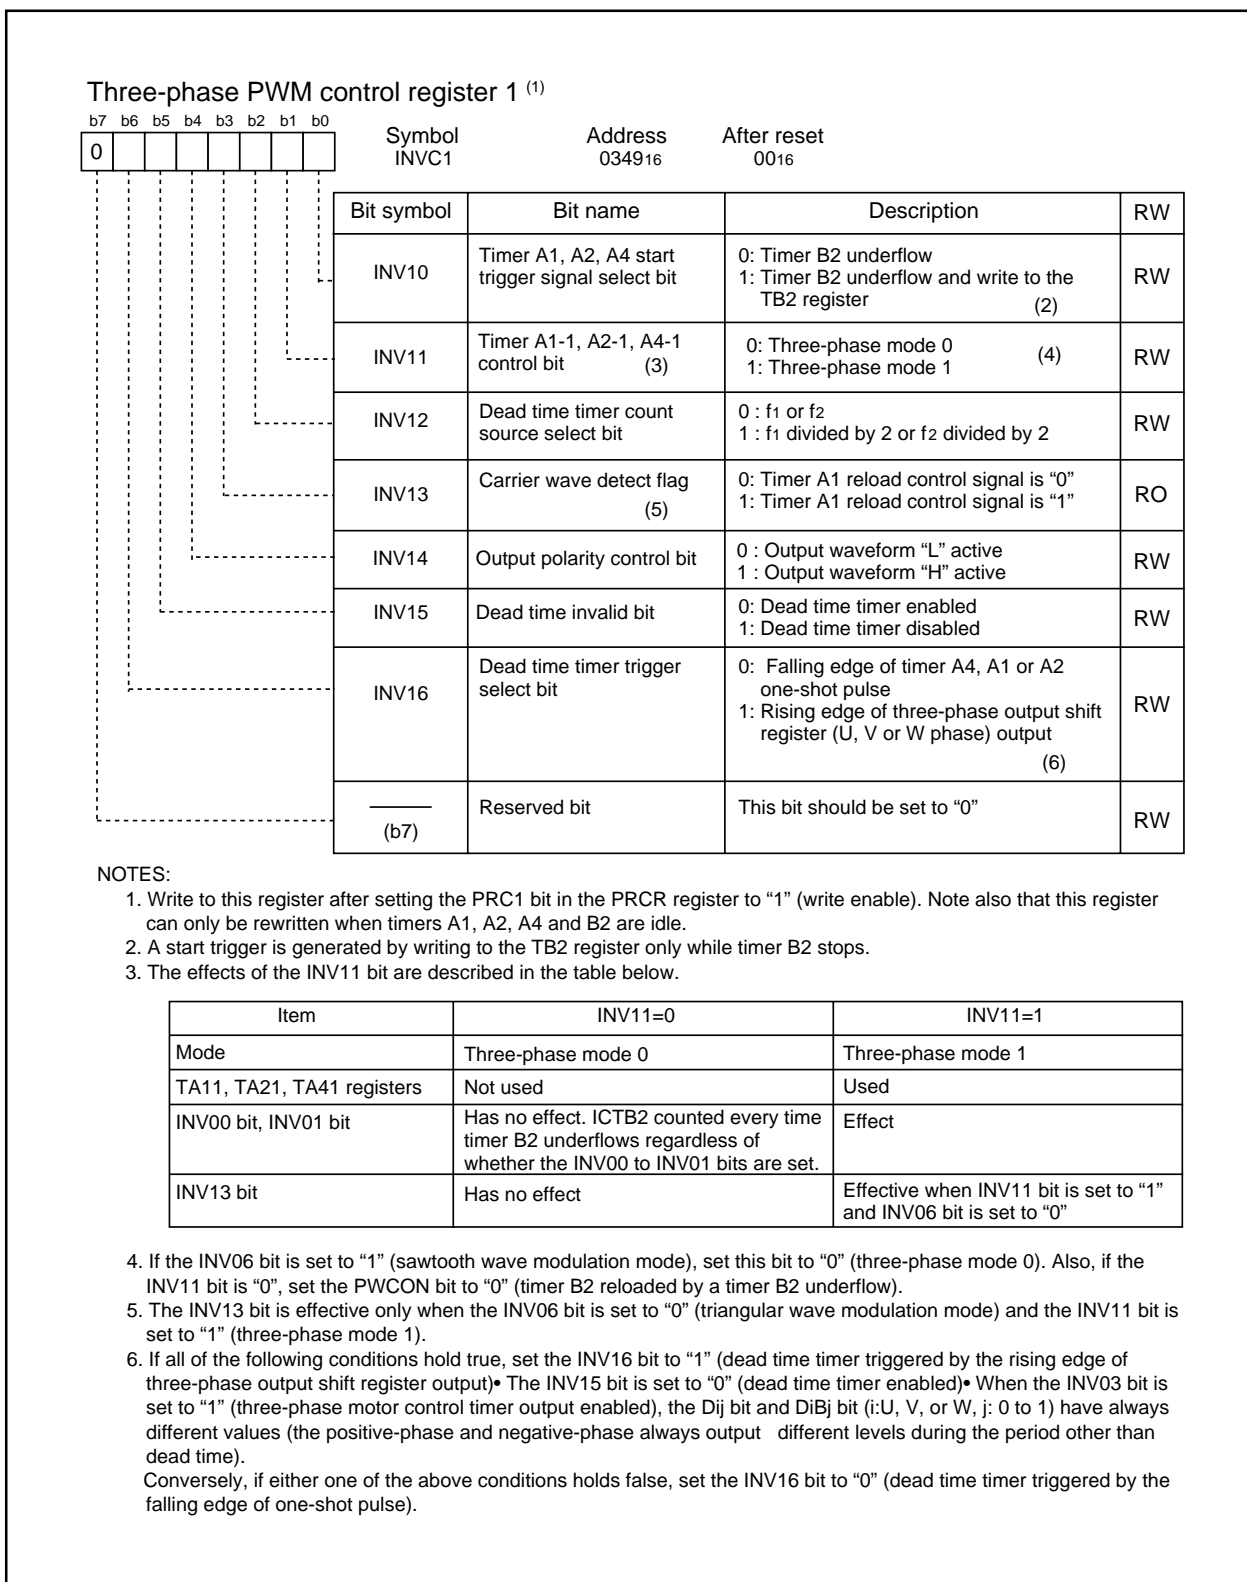 Three-phase PWM control register 1 (1)
b7 b6 b5 b4 b3 b2 b1 b0
0
Symbol Address After reset
INVC1 034916 0016
Bit symbol Bit name Description RW
INV10 Timer A1, A2, A4 start trigger signal select bit
0: Timer B2 underflow
1: Timer B2 underflow and write to the
TB2 register (2)
RW
INV11 Timer A1-1, A2-1, A4-1
control bit (3)
0: Three-phase mode 0 (4)
1: Three-phase mode 1
RW
INV12 Dead time timer count
source select bit
0 : f1 or f2
1 : f1 divided by 2 or f2 divided by 2
RW
INV13 Carrier wave detect flag
(5)
0: Timer A1 reload control signal is “0”
1: Timer A1 reload control signal is “1”
RO
INV14 Output polarity control bit
0 : Output waveform “L” active
1 : Output waveform “H” active
RW
INV15 Dead time invalid bit
0: Dead time timer enabled
1: Dead time timer disabled
RW
INV16 Dead time timer trigger
select bit
0: Falling edge of timer A4, A1 or A2
one-shot pulse
1: Rising edge of three-phase output shift
register (U, V or W phase) output
(6)
RW
(b7) Reserved bit This bit should be set to “0” RW
NOTES:
1. Write to this register after setting the PRC1 bit in the PRCR register to “1” (write enable). Note also that this register
can only be rewritten when timers A1, A2, A4 and B2 are idle.
2. A start trigger is generated by writing to the TB2 register only while timer B2 stops.
3. The effects of the INV11 bit are described in the table below.
Item INV11=0 INV11=1
Mode Three-phase mode 0 Three-phase mode 1
TA11, TA21, TA41 registers Not used Used
INV00 bit, INV01 bit
Has no effect. ICTB2 counted every time
timer B2 underflows regardless of
whether the INV00 to INV01 bits are set.
Effect
INV13 bit Has no effect
Effective when INV11 bit is set to “1”
and INV06 bit is set to “0”
4. If the INV06 bit is set to “1” (sawtooth wave modulation mode), set this bit to “0” (three-phase mode 0). Also, if the
INV11 bit is “0”, set the PWCON bit to “0” (timer B2 reloaded by a timer B2 underflow).
5. The INV13 bit is effective only when the INV06 bit is set to “0” (triangular wave modulation mode) and the INV11 bit is
set to “1” (three-phase mode 1).
6. If all of the following conditions hold true, set the INV16 bit to “1” (dead time timer triggered by the rising edge of
three-phase output shift register output)• The INV15 bit is set to “0” (dead time timer enabled)• When the INV03 bit is
set to “1” (three-phase motor control timer output enabled), the Dij bit and DiBj bit (i:U, V, or W, j: 0 to 1) have always
different values (the positive-phase and negative-phase always output different levels during the period other than
dead time).
Conversely, if either one of the above conditions holds false, set the INV16 bit to “0” (dead time timer triggered by the
falling edge of one-shot pulse).